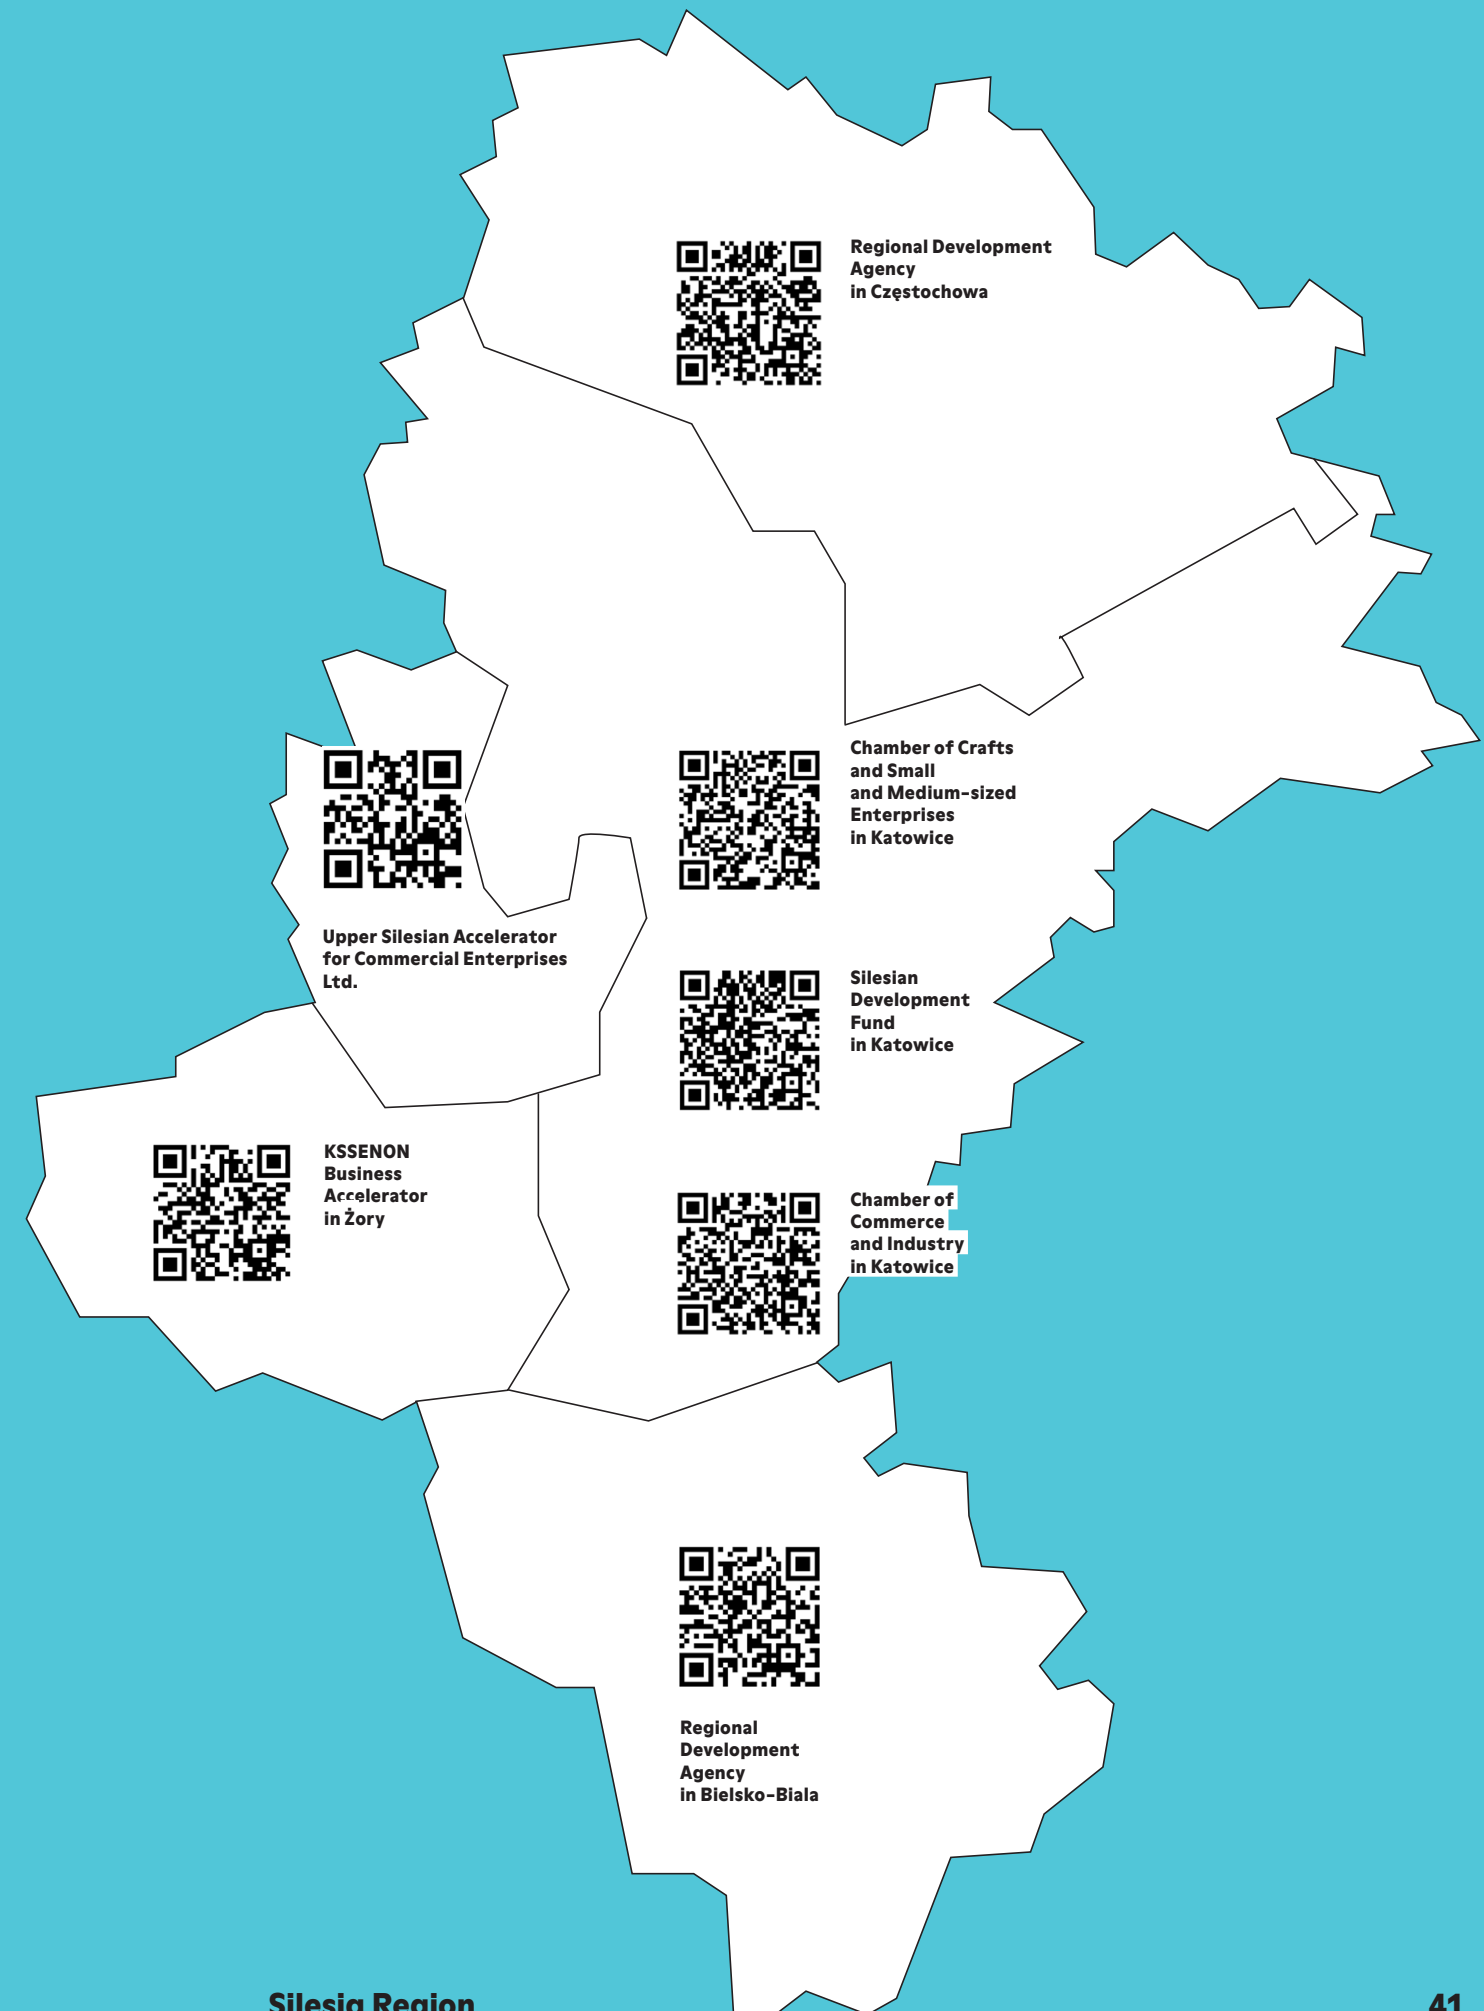 Regional Development
Agency
in Częstochowa
Chamber of Crafts
and Small
and Medium-sized
Enterprises
in Katowice
Upper Silesian Accelerator
for Commercial Enterprises
Ltd.
Silesian
Development
Fund
in Katowice
KSSENON
Business
Accelerator
in Żory
Chamber of
Commerce
and Industry
in Katowice
Regional
Development
Agency
in Bielsko-Biala
Silesia Region
41